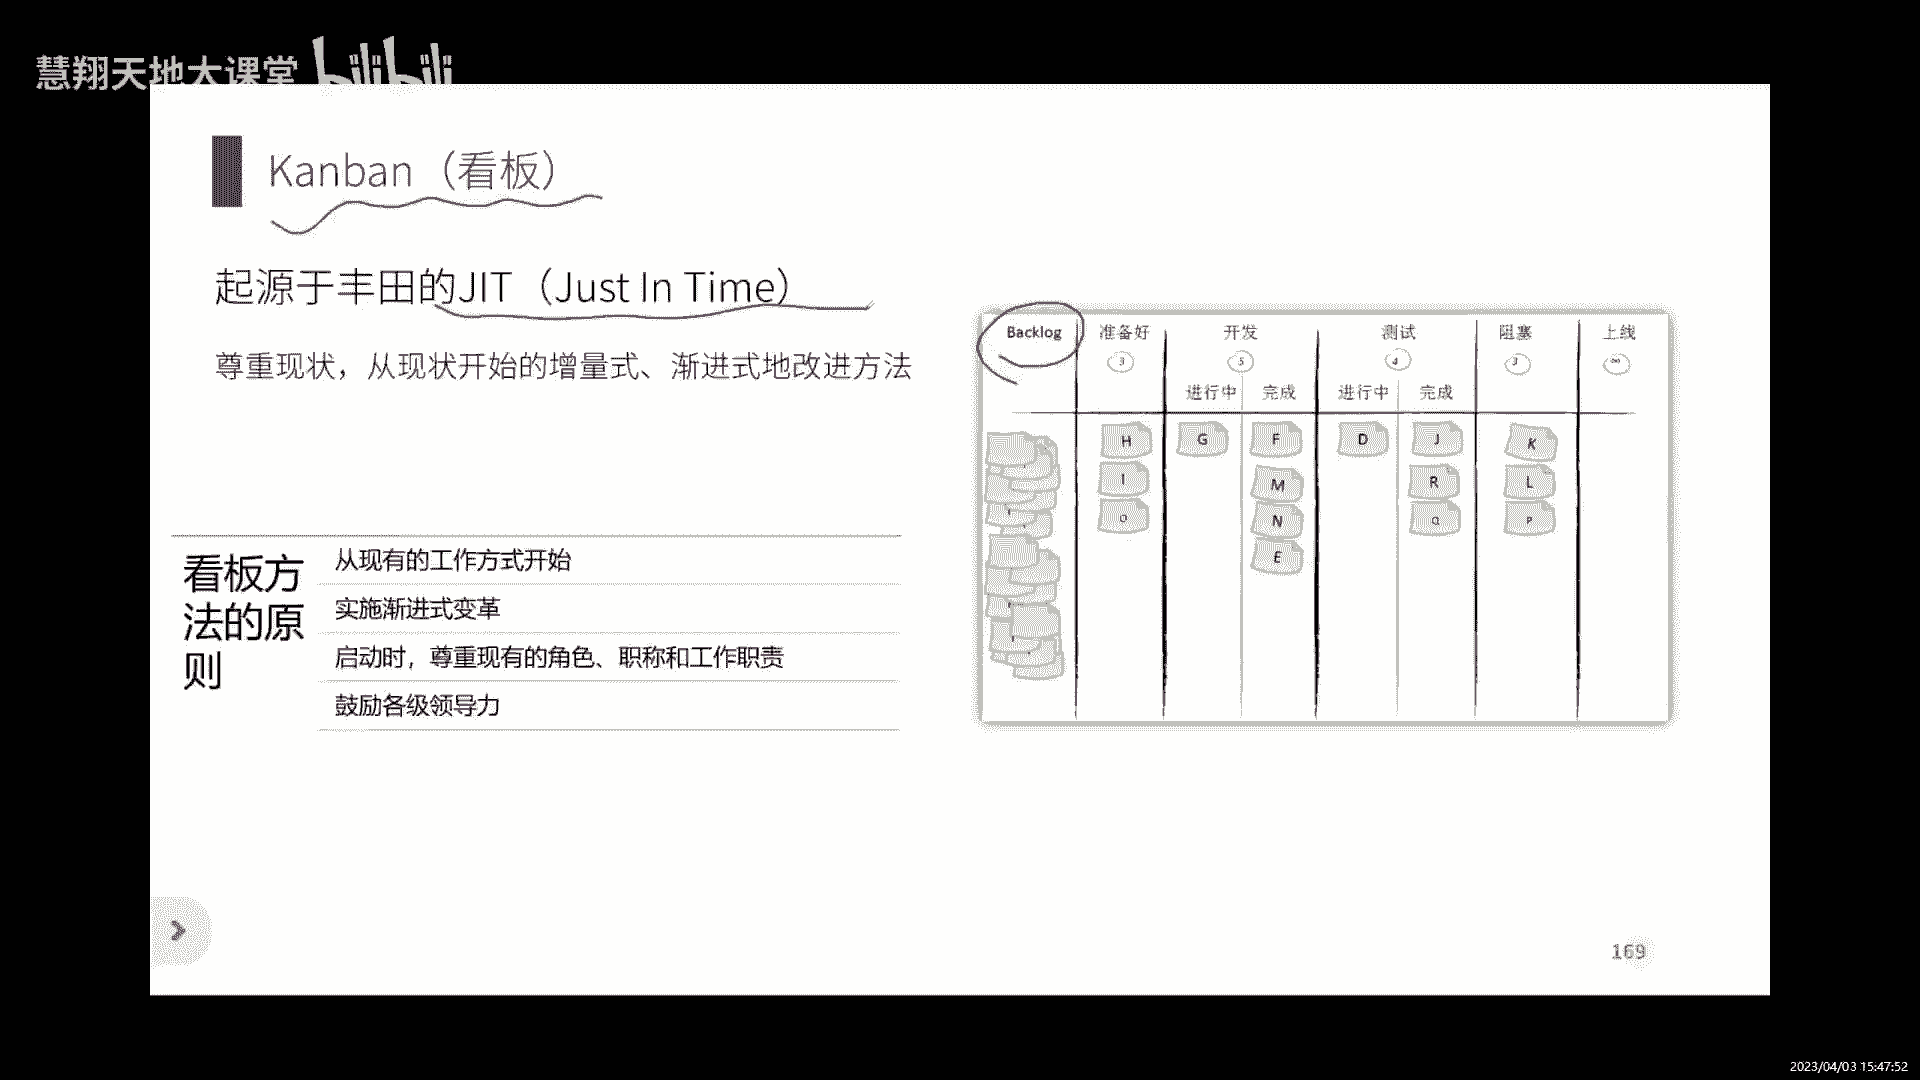 慧翔天地大课堂 bilibili
Kanban（看板）
起源于丰田的JIT（Just In Time）
尊重现状，从现状开始的增量式、渐进式地改进方法
看板方法的原则
从现有的工作方式开始
实施渐进式变革
启动时，尊重现有的角色、职称和工作职责
鼓励各级领导力
Backlog 准备好 开发 测试 阻塞 上线
3 5 4 ∞
进行中 完成 进行中 完成
H G F D J K
I M R L
O N Q P
E
169
2023/04/03 15:47:52